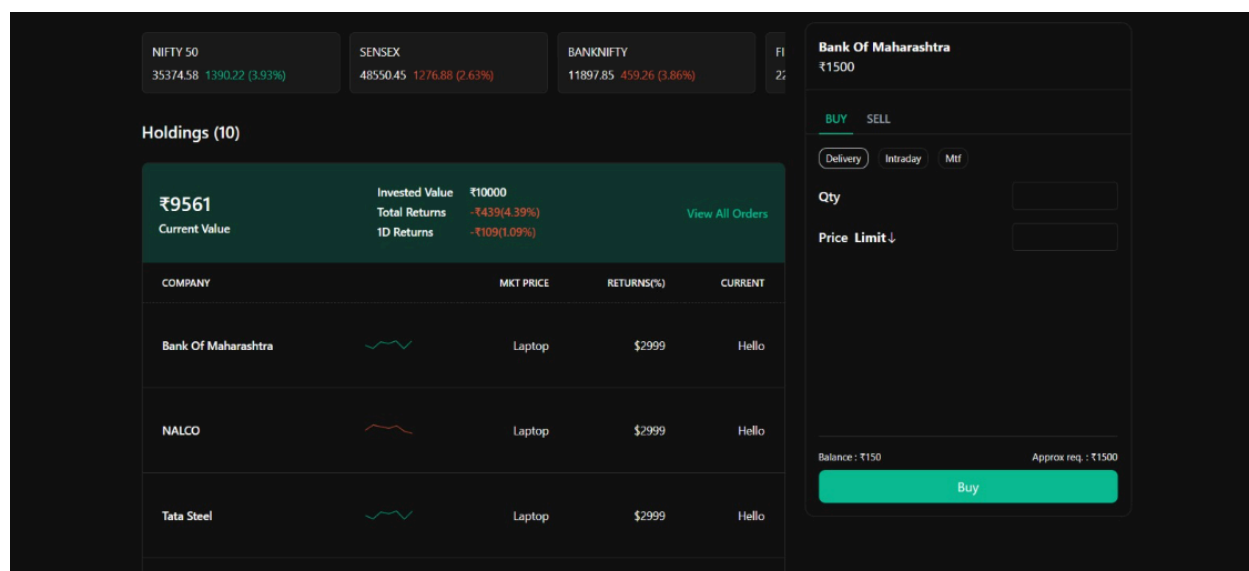 NIFTY 50
35374.58 1390.22 (3.93%)
SENSEX
48550.45 1276.88 (2.63%)
BANKNIFTY
11897.85 459.26 (3.86%)
FI
22
Holdings (10)
₹9561
Current Value
Invested Value ₹10000
Total Returns -₹439(4.39%)
1D Returns -₹109(1.09%)
View All Orders
COMPANY MKT PRICE RETURNS(%) CURRENT
Bank Of Maharashtra Laptop $2999 Hello
NALCO Laptop $2999 Hello
Tata Steel Laptop $2999 Hello
Bank Of Maharashtra
₹1500
BUY SELL
Delivery Intraday Mtf
Qty
Price Limit↓
Balance : ₹150 Approx req. : ₹1500
Buy